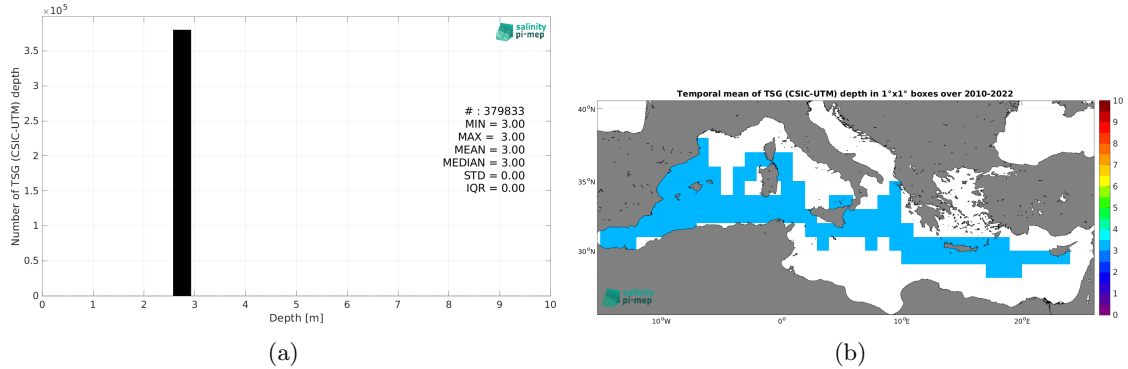 ×10⁵
3.5
3
2.5
2
1.5
1
0.5
0
Number of TSG (CSIC-UTM) depth
salinity
pi-mep
# : 379833
MIN = 3.00
MAX = 3.00
MEAN = 3.00
MEDIAN = 3.00
STD = 0.00
IQR = 0.00
0 1 2 3 4 5 6 7 8 9 10
Depth [m]
(a)
Temporal mean of TSG (CSIC-UTM) depth in 1°x1° boxes over 2010-2022
40°N
35°N
30°N
salinity
pi-mep
10°W 0° 10°E 20°E
10
9
8
7
6
5
4
3
2
1
0
(b)